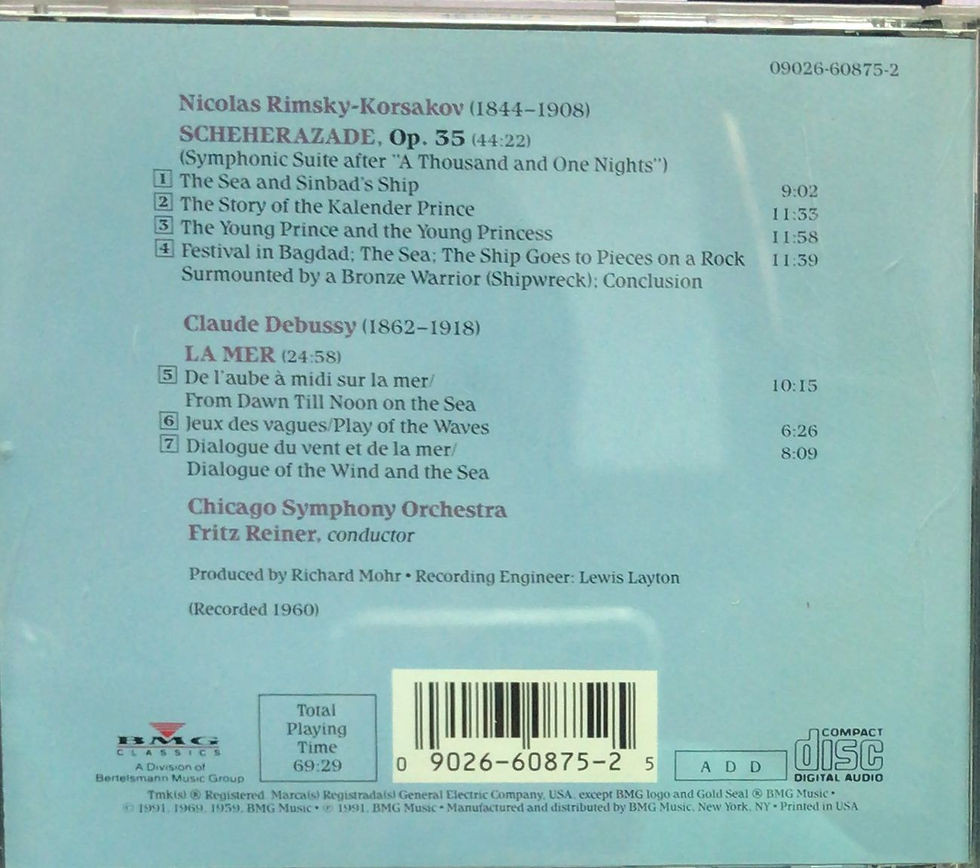 09026-60875-2
Nicolas Rimsky-Korsakov (1844–1908)
SCHEHERAZADE, Op. 35 (44:22)
(Symphonic Suite after "A Thousand and One Nights")
1 The Sea and Sinbad's Ship 9:02
2 The Story of the Kalender Prince 11:33
3 The Young Prince and the Young Princess 11:58
4 Festival in Bagdad; The Sea; The Ship Goes to Pieces on a Rock 11:39
Surmounted by a Bronze Warrior (Shipwreck); Conclusion
Claude Debussy (1862–1918)
LA MER (24:58)
5 De l'aube à midi sur la mer/ 10:15
From Dawn Till Noon on the Sea
6 Jeux des vagues/Play of the Waves 6:26
7 Dialogue du vent et de la mer/ 8:09
Dialogue of the Wind and the Sea
Chicago Symphony Orchestra
Fritz Reiner, conductor
Produced by Richard Mohr • Recording Engineer: Lewis Layton
(Recorded 1960)
BMG
CLASSICS
A Division of
Bertelsmann Music Group
Total
Playing
Time
69:29
0 9026-60875-2 5
A D D
COMPACT
disc
DIGITAL AUDIO
Tmk(s) ® Registered. Marca(s) Registrada(s) General Electric Company, USA, except BMG logo and Gold Seal ® BMG Music •
© 1991, 1969, 1959, BMG Music • ℗ 1991, BMG Music • Manufactured and distributed by BMG Music, New York, NY • Printed in USA